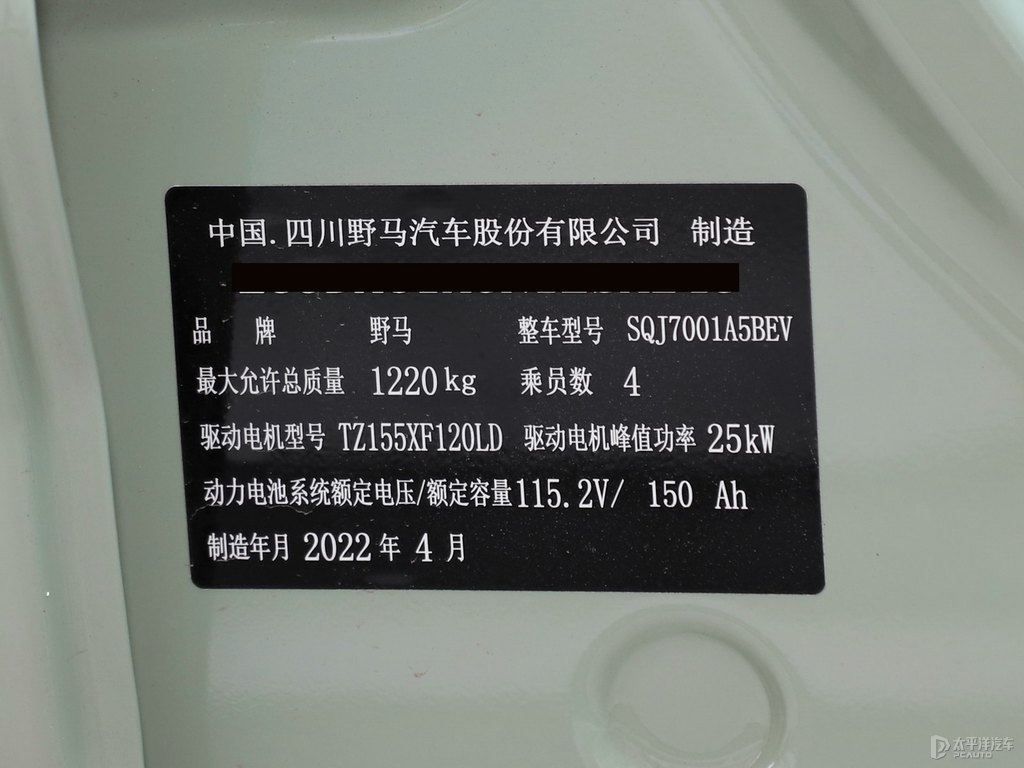 中国.四川野马汽车股份有限公司 制造
品 牌 野马 整车型号 SQJ7001A5BEV
最大允许总质量 1220kg 乘员数 4
驱动电机型号 TZ155XF120LD 驱动电机峰值功率 25kW
动力电池系统额定电压/额定容量 115.2V/ 150 Ah
制造年月 2022年4月
太平洋汽车
PCAUTO